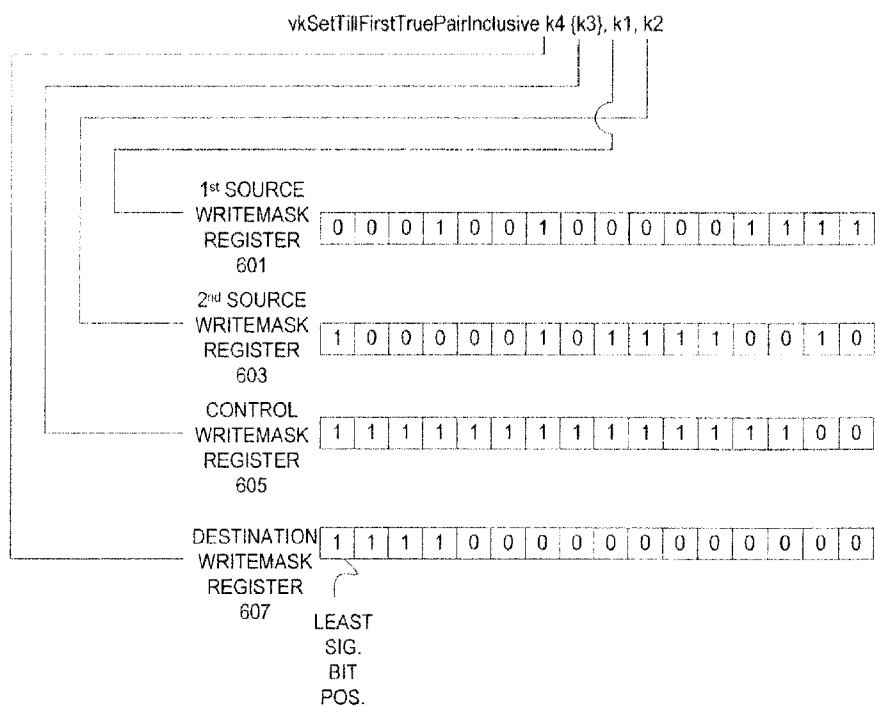 vkSetTillFirstTruePairInclusive k4 {k3}, k1, k2
1st SOURCE
WRITEMASK
REGISTER
601
0 0 0 1 0 0 1 0 0 0 0 0 1 1 1 1
2nd SOURCE
WRITEMASK
REGISTER
603
1 0 0 0 0 0 1 0 1 1 1 1 0 0 1 0
CONTROL
WRITEMASK
REGISTER
605
1 1 1 1 1 1 1 1 1 1 1 1 1 1 0 0
DESTINATION
WRITEMASK
REGISTER
607
1 1 1 1 0 0 0 0 0 0 0 0 0 0 0 0
LEAST
SIG.
BIT
POS.